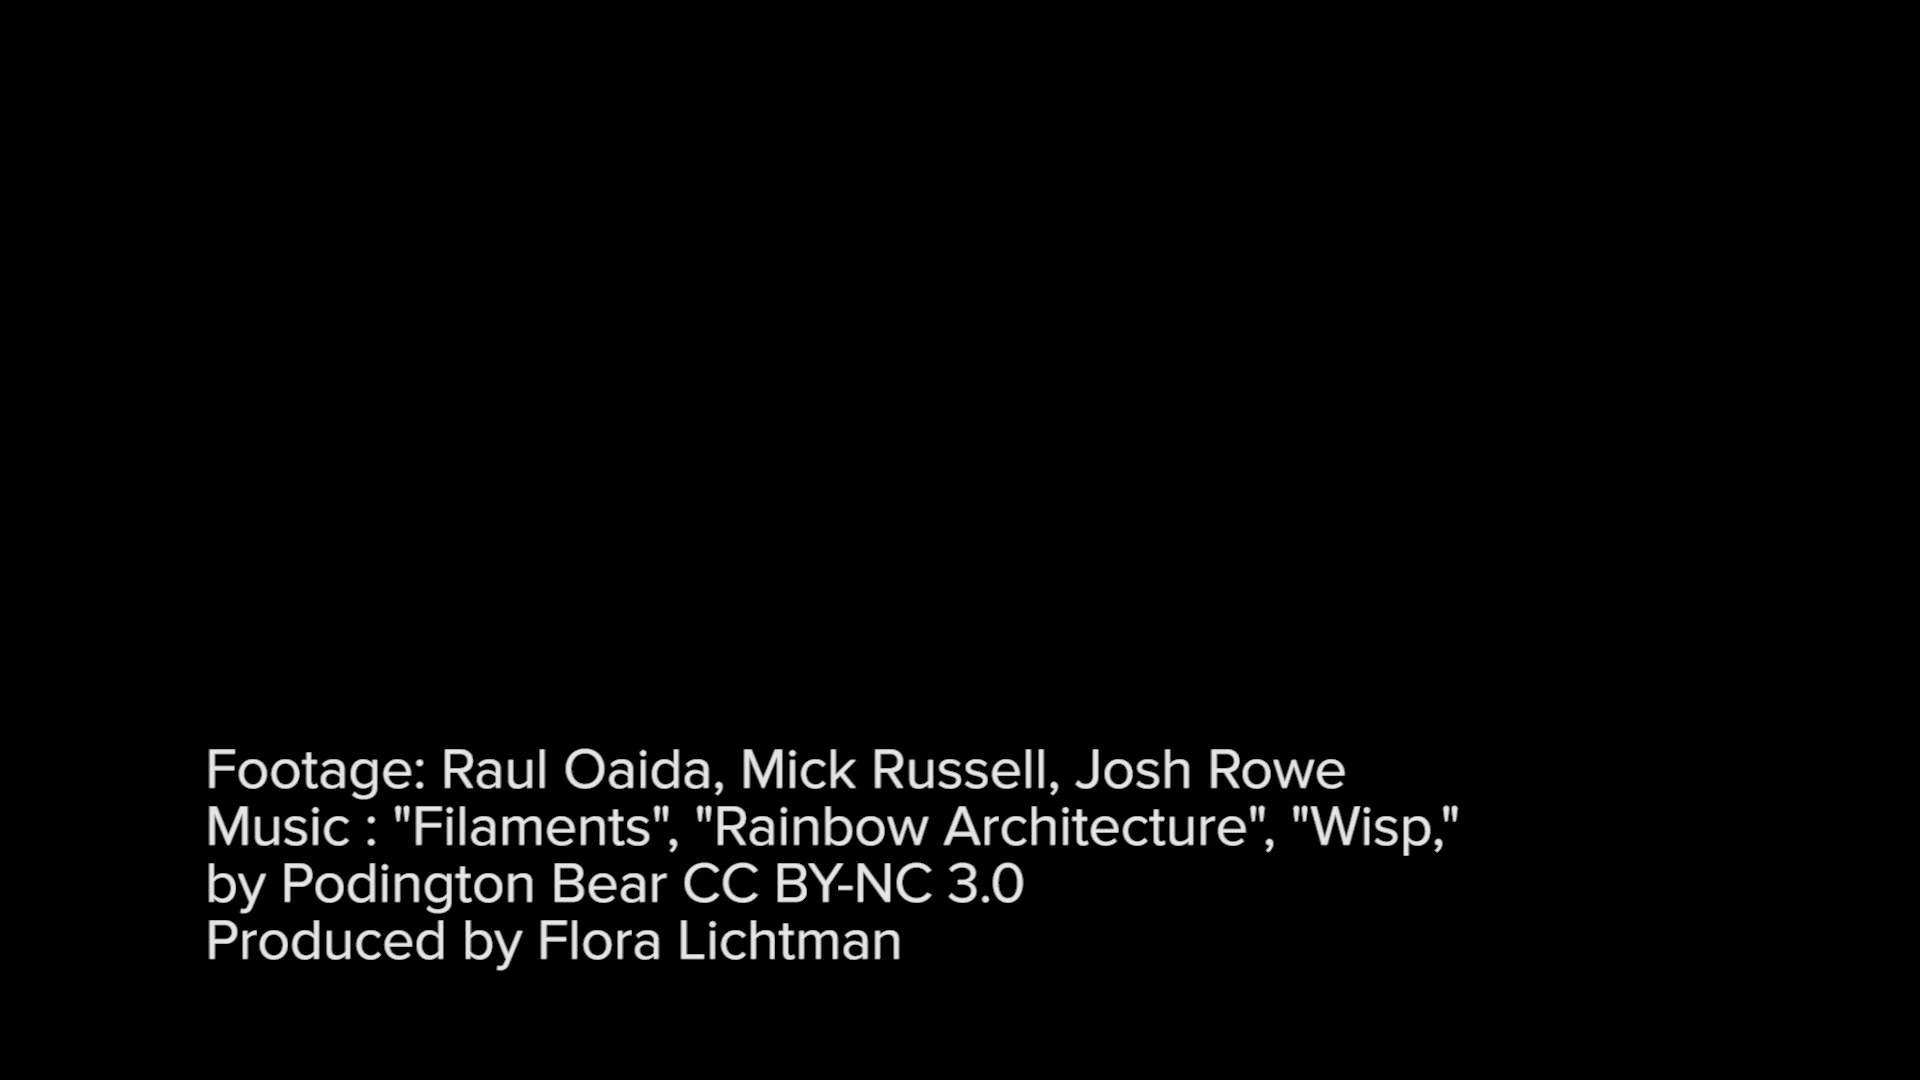 Footage: Raul Oaida, Mick Russell, Josh Rowe
Music : "Filaments", "Rainbow Architecture", "Wisp,"
by Podington Bear CC BY-NC 3.0
Produced by Flora Lichtman